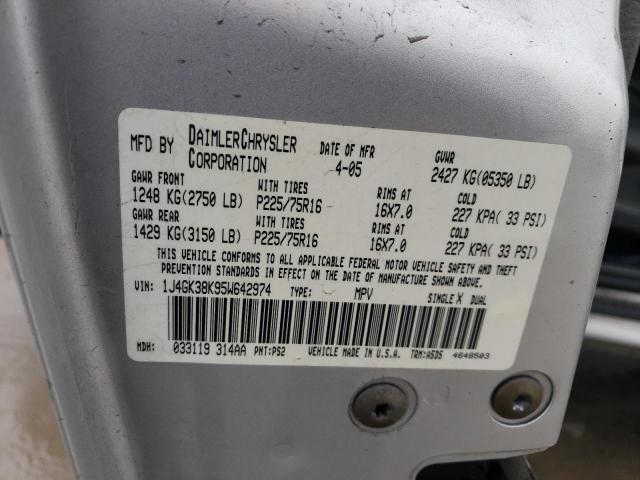 MFD BY DAIMLERCHRYSLER CORPORATION DATE OF MFR 4-05 GVWR 2427 KG(05350 LB)
GAWR FRONT WITH TIRES RIMS AT COLD
1248 KG(2750 LB) P225/75R16 16X7.0 227 KPA( 33 PSI)
GAWR REAR WITH TIRES RIMS AT COLD
1429 KG(3150 LB) P225/75R16 16X7.0 227 KPA( 33 PSI)
THIS VEHICLE CONFORMS TO ALL APPLICABLE FEDERAL MOTOR VEHICLE SAFETY AND THEFT
PREVENTION STANDARDS IN EFFECT ON THE DATE OF MANUFACTURE SHOWN ABOVE.
VIN: 1J4GK38K95W642974 TYPE: MPV SINGLE X DUAL
MDH: 033119 314AA PNT:PS2 VEHICLE MADE IN U.S.A. TRM:A5D5 4648503